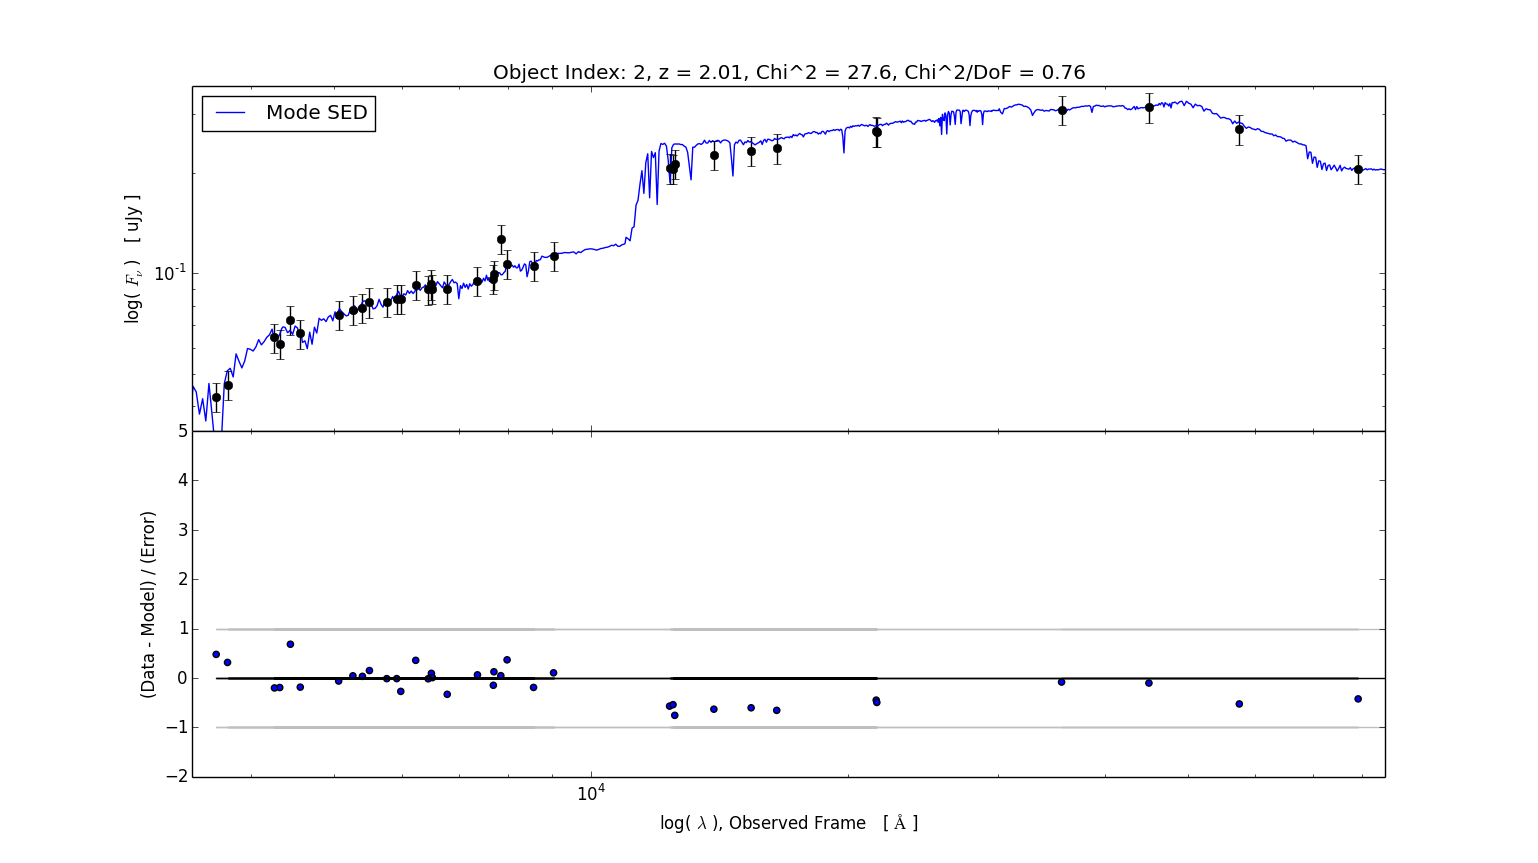 Object Index: 2, z = 2.01, Chi^2 = 27.6, Chi^2/DoF = 0.76
Mode SED
log( Fν ) [ uJy ]
10^-1
5
4
3
2
1
0
−1
−2
(Data - Model) / (Error)
10^4
log( λ ), Observed Frame [ Å ]